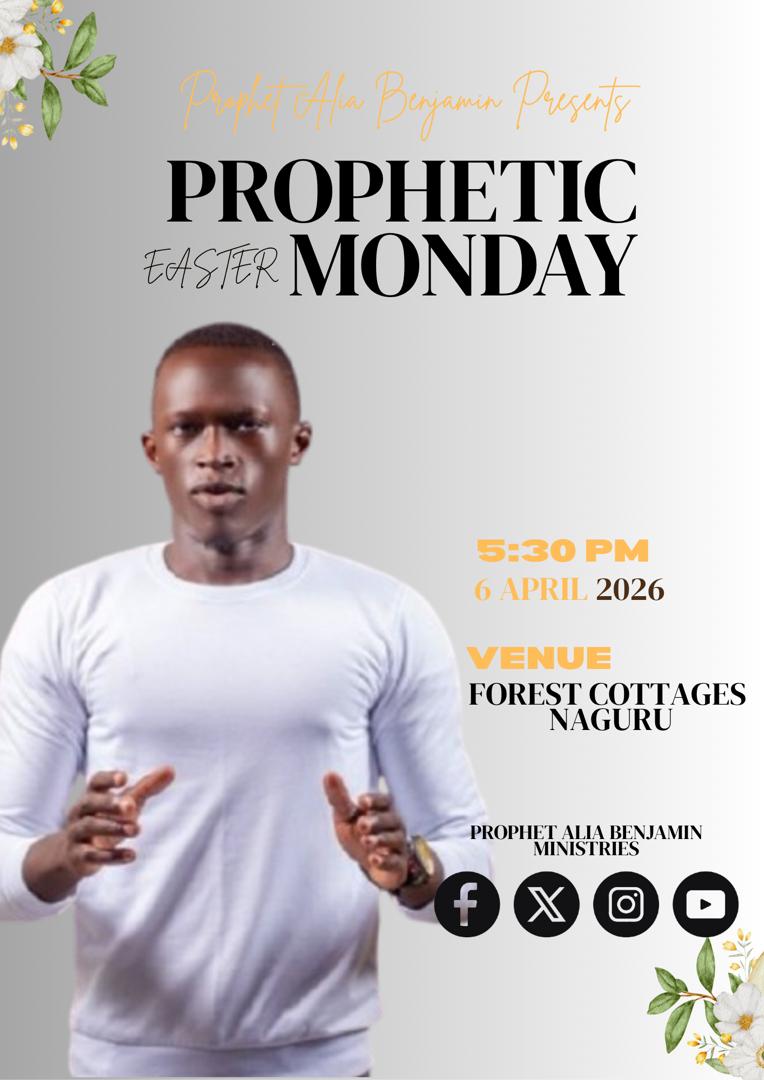 Prophet Alia Benjamin Presents
PROPHETIC
EASTER MONDAY
5:30 PM
6 APRIL 2026
VENUE
FOREST COTTAGES
NAGURU
PROPHET ALIA BENJAMIN
MINISTRIES